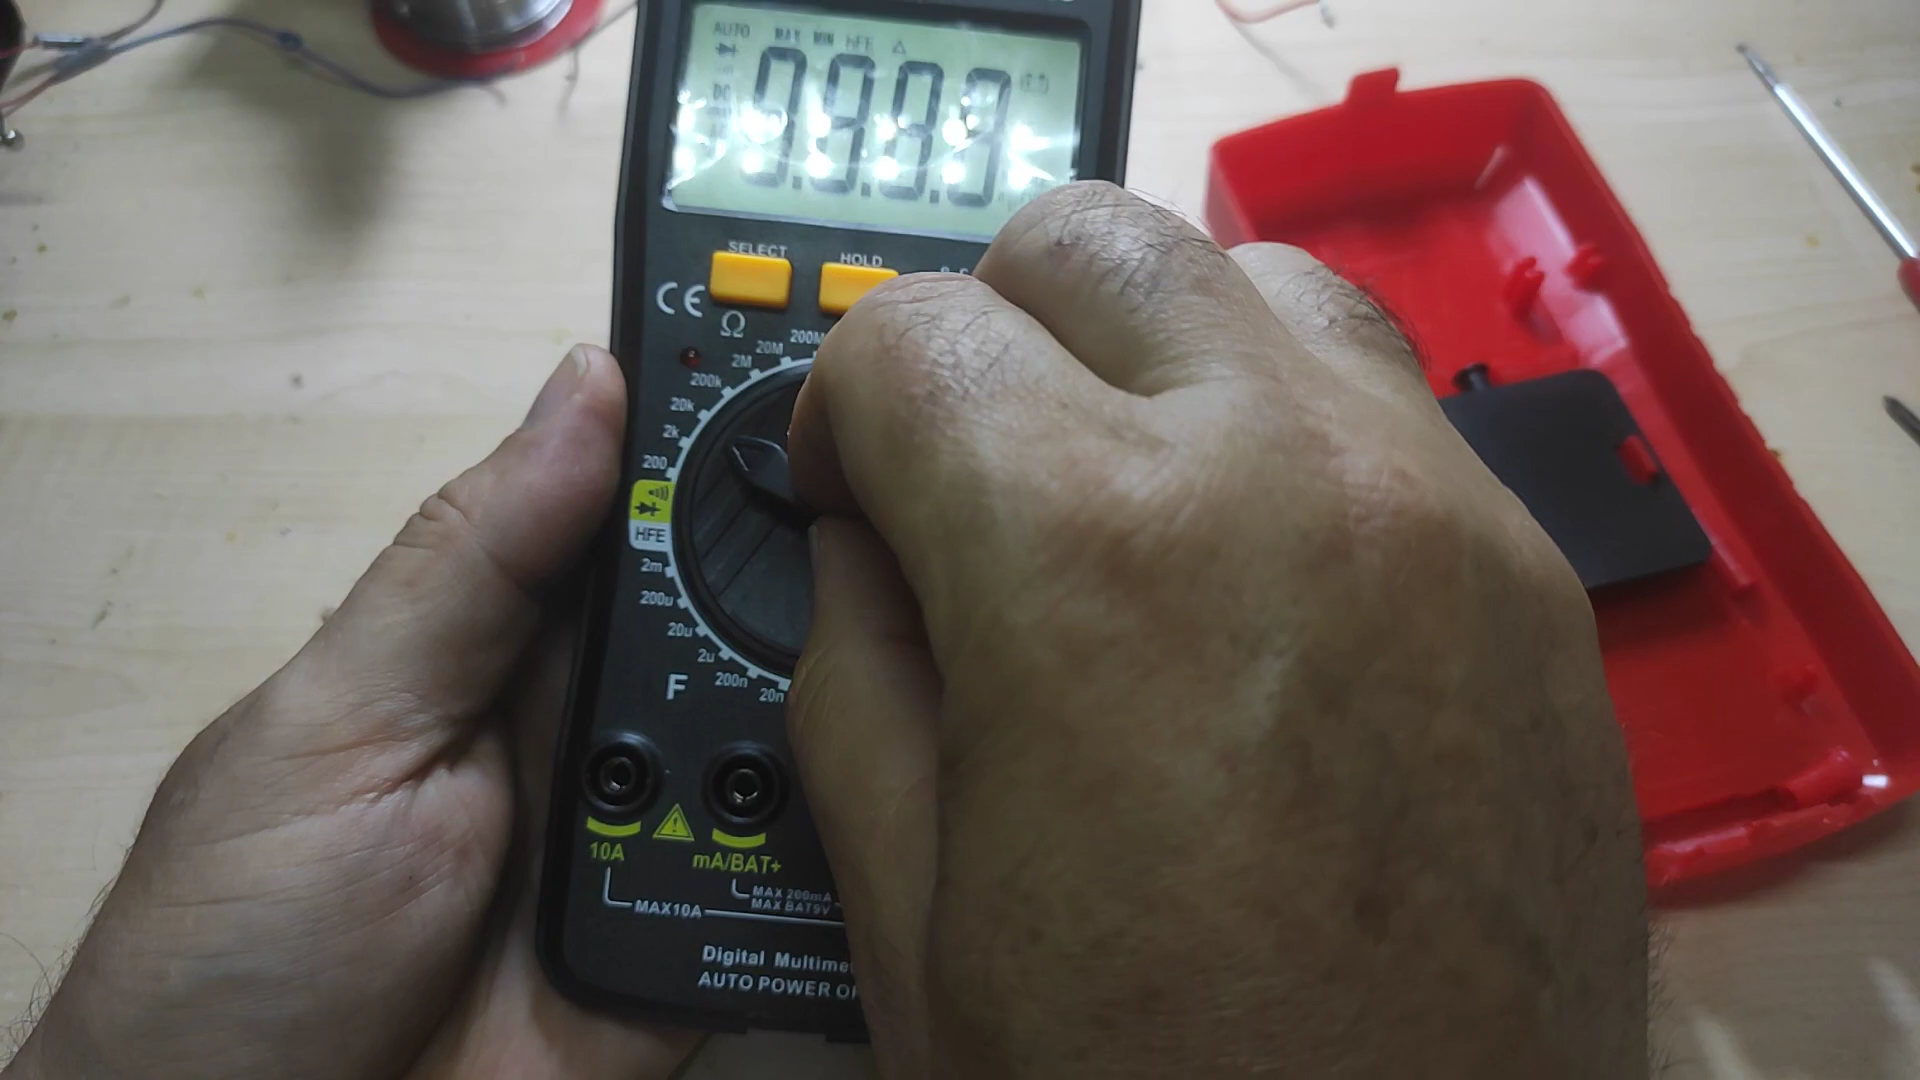 AUTO MAX MIN hFE △
DC
SELECT
HOLD
CE
Ω
200M
20M
2M
200k
20k
2k
200
HFE
2m
200u
20u
2u
200n
20n
F
10A
mA/BAT+
MAX 200mA
MAX BAT9V
MAX10A
Digital Multime
AUTO POWER O